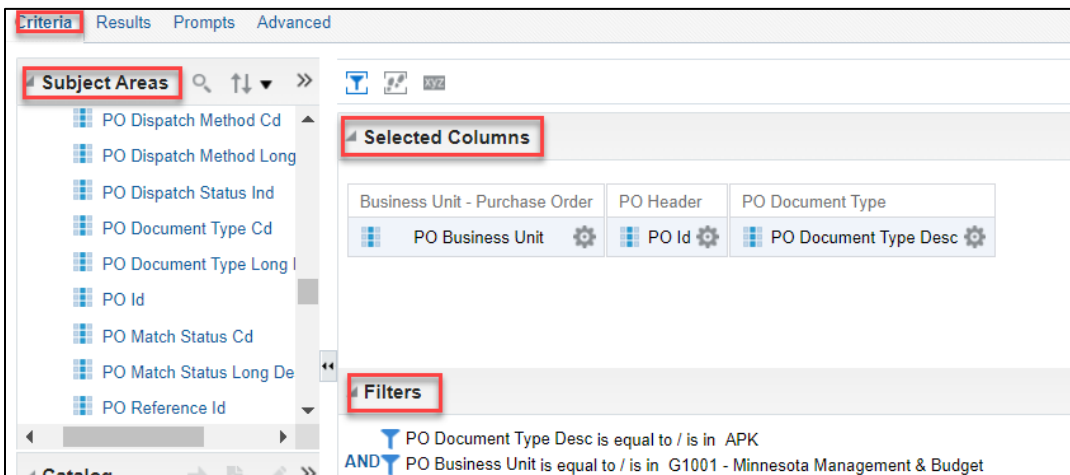 Criteria Results Prompts Advanced
Subject Areas
PO Dispatch Method Cd
PO Dispatch Method Long
PO Dispatch Status Ind
PO Document Type Cd
PO Document Type Long
PO Id
PO Match Status Cd
PO Match Status Long De
PO Reference Id
Catalog
xyz
Selected Columns
Business Unit - Purchase Order PO Header PO Document Type
PO Business Unit PO Id PO Document Type Desc
Filters
PO Document Type Desc is equal to / is in APK
AND PO Business Unit is equal to / is in G1001 - Minnesota Management & Budget